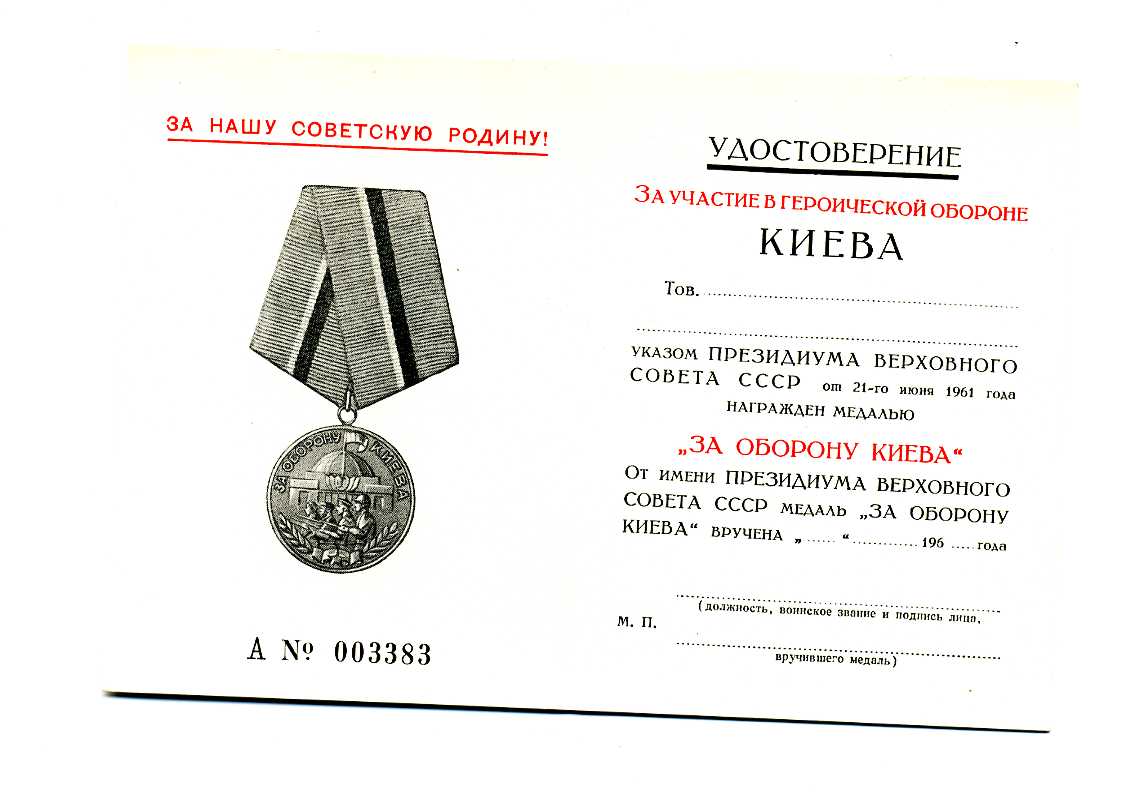 ЗА НАШУ СОВЕТСКУЮ РОДИНУ!
ЗА ОБОРОНУ КИЕВА
А № 003383
УДОСТОВЕРЕНИЕ
ЗА УЧАСТИЕ В ГЕРОИЧЕСКОЙ ОБОРОНЕ
КИЕВА
Тов.
УКАЗОМ ПРЕЗИДИУМА ВЕРХОВНОГО
СОВЕТА СССР от 21-го июня 1961 года
НАГРАЖДЕН МЕДАЛЬЮ
„ЗА ОБОРОНУ КИЕВА“
От имени ПРЕЗИДИУМА ВЕРХОВНОГО
СОВЕТА СССР МЕДАЛЬ „ЗА ОБОРОНУ
КИЕВА“ ВРУЧЕНА „......“.............196 .....года
(должность, воинское звание и подпись лица,
М. П.
вручившего медаль)